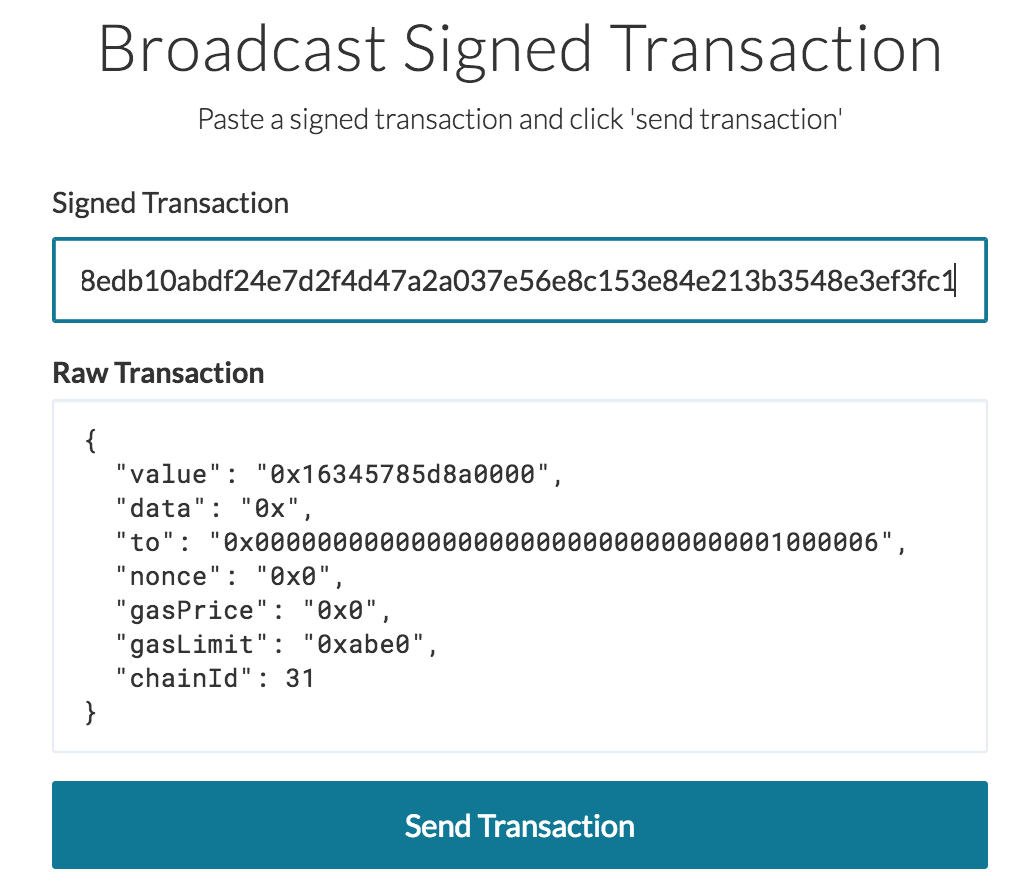 Broadcast Signed Transaction
Paste a signed transaction and click 'send transaction'
Signed Transaction
8edb10abdf24e7d2f4d47a2a037e56e8c153e84e213b3548e3ef3fc1
Raw Transaction
{
"value": "0x16345785d8a0000",
"data": "0x",
"to": "0x0000000000000000000000000000000001000006",
"nonce": "0x0",
"gasPrice": "0x0",
"gasLimit": "0xabe0",
"chainId": 31
}
Send Transaction